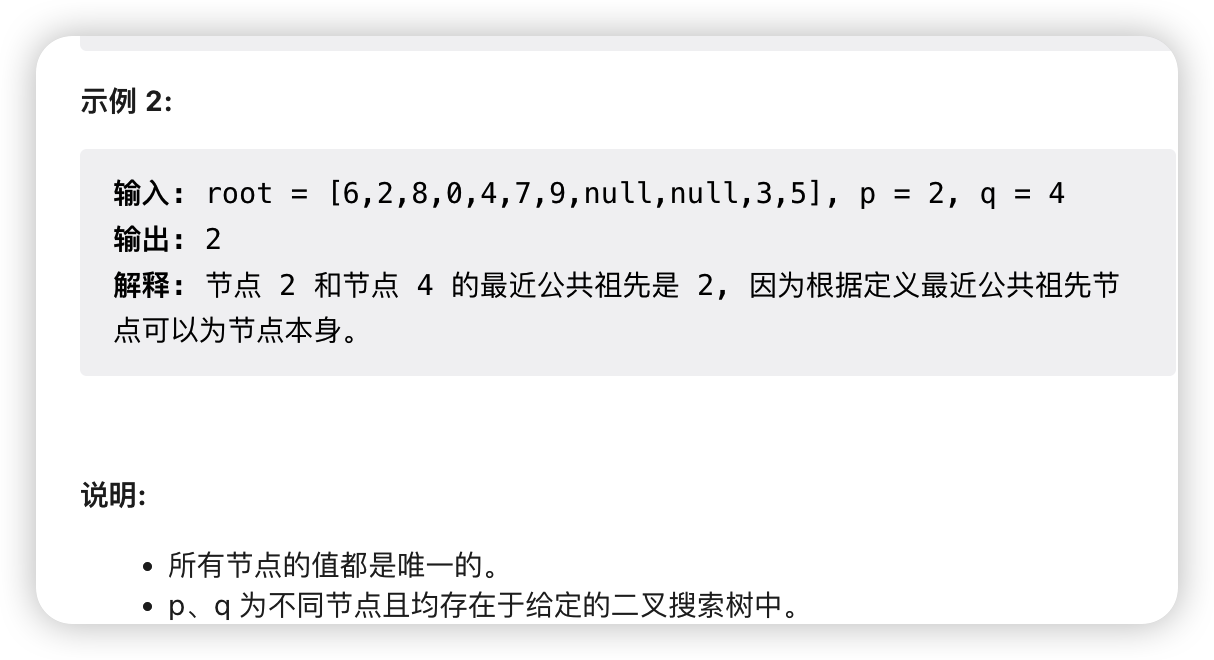 示例 2:
输入: root = [6,2,8,0,4,7,9,null,null,3,5], p = 2, q = 4
输出: 2
解释: 节点 2 和节点 4 的最近公共祖先是 2, 因为根据定义最近公共祖先节
点可以为节点本身。
说明:
• 所有节点的值都是唯一的。
• p、q 为不同节点且均存在于给定的二叉搜索树中。